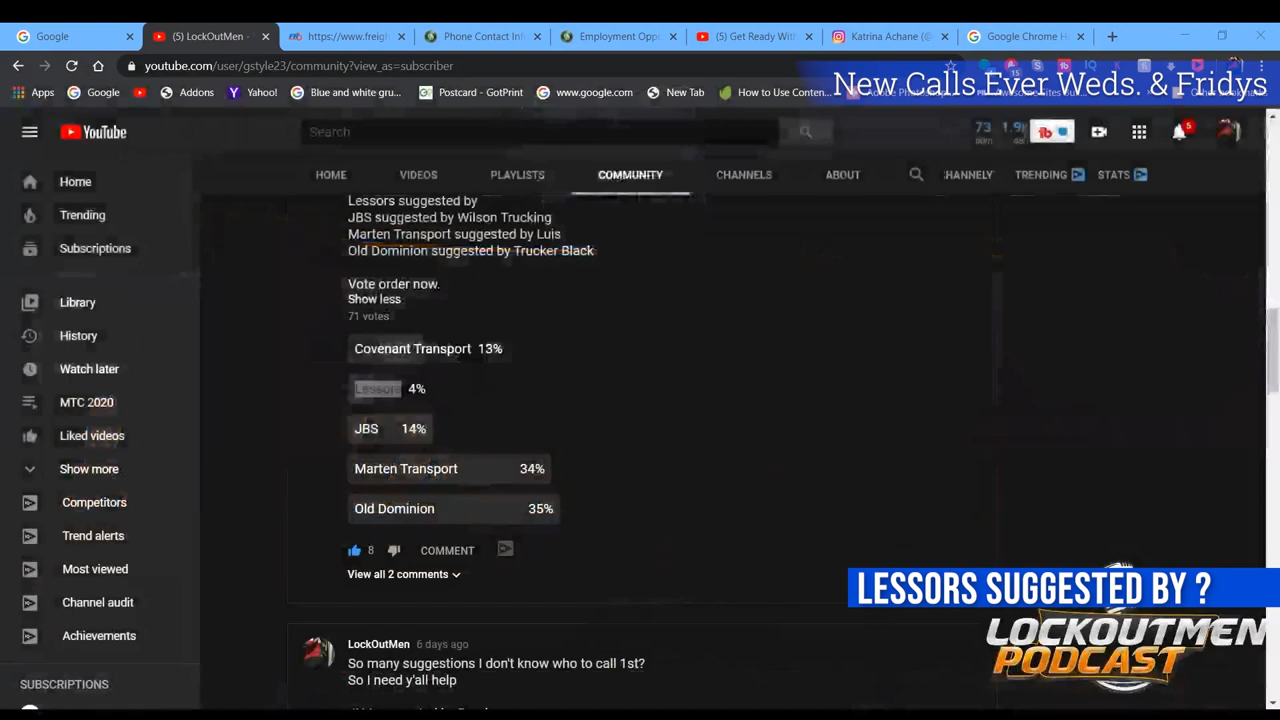 Google
(5) LockOutMen -
https://www.freigh
Phone Contact Inf
Employment Oppo
(5) Get Ready With
Katrina Achane (@
Google Chrome H
youtube.com/user/gstyle23/community?view_as=subscriber
New Calls Ever Weds. & Fridys
Apps
Google
Addons
Yahoo!
Blue and white gru...
Postcard - GotPrint
www.google.com
New Tab
How to Use Conten...
YouTube
Search
73
1.9K
5
HOME
VIDEOS
PLAYLISTS
COMMUNITY
CHANNELS
ABOUT
CHANNELY
TRENDING
STATS
Home
Trending
Subscriptions
Library
History
Watch later
MTC 2020
Liked videos
Show more
Competitors
Trend alerts
Most viewed
Channel audit
Achievements
SUBSCRIPTIONS
Lessors suggested by
JBS suggested by Wilson Trucking
Marten Transport suggested by Luis
Old Dominion suggested by Trucker Black
Vote order now.
Show less
71 votes
Covenant Transport 13%
Lessors 4%
JBS 14%
Marten Transport 34%
Old Dominion 35%
8 COMMENT
View all 2 comments
LockOutMen 6 days ago
So many suggestions I don't know who to call 1st?
So I need y'all help
LESSORS SUGGESTED BY ?
LOCKOUTMEN
PODCAST